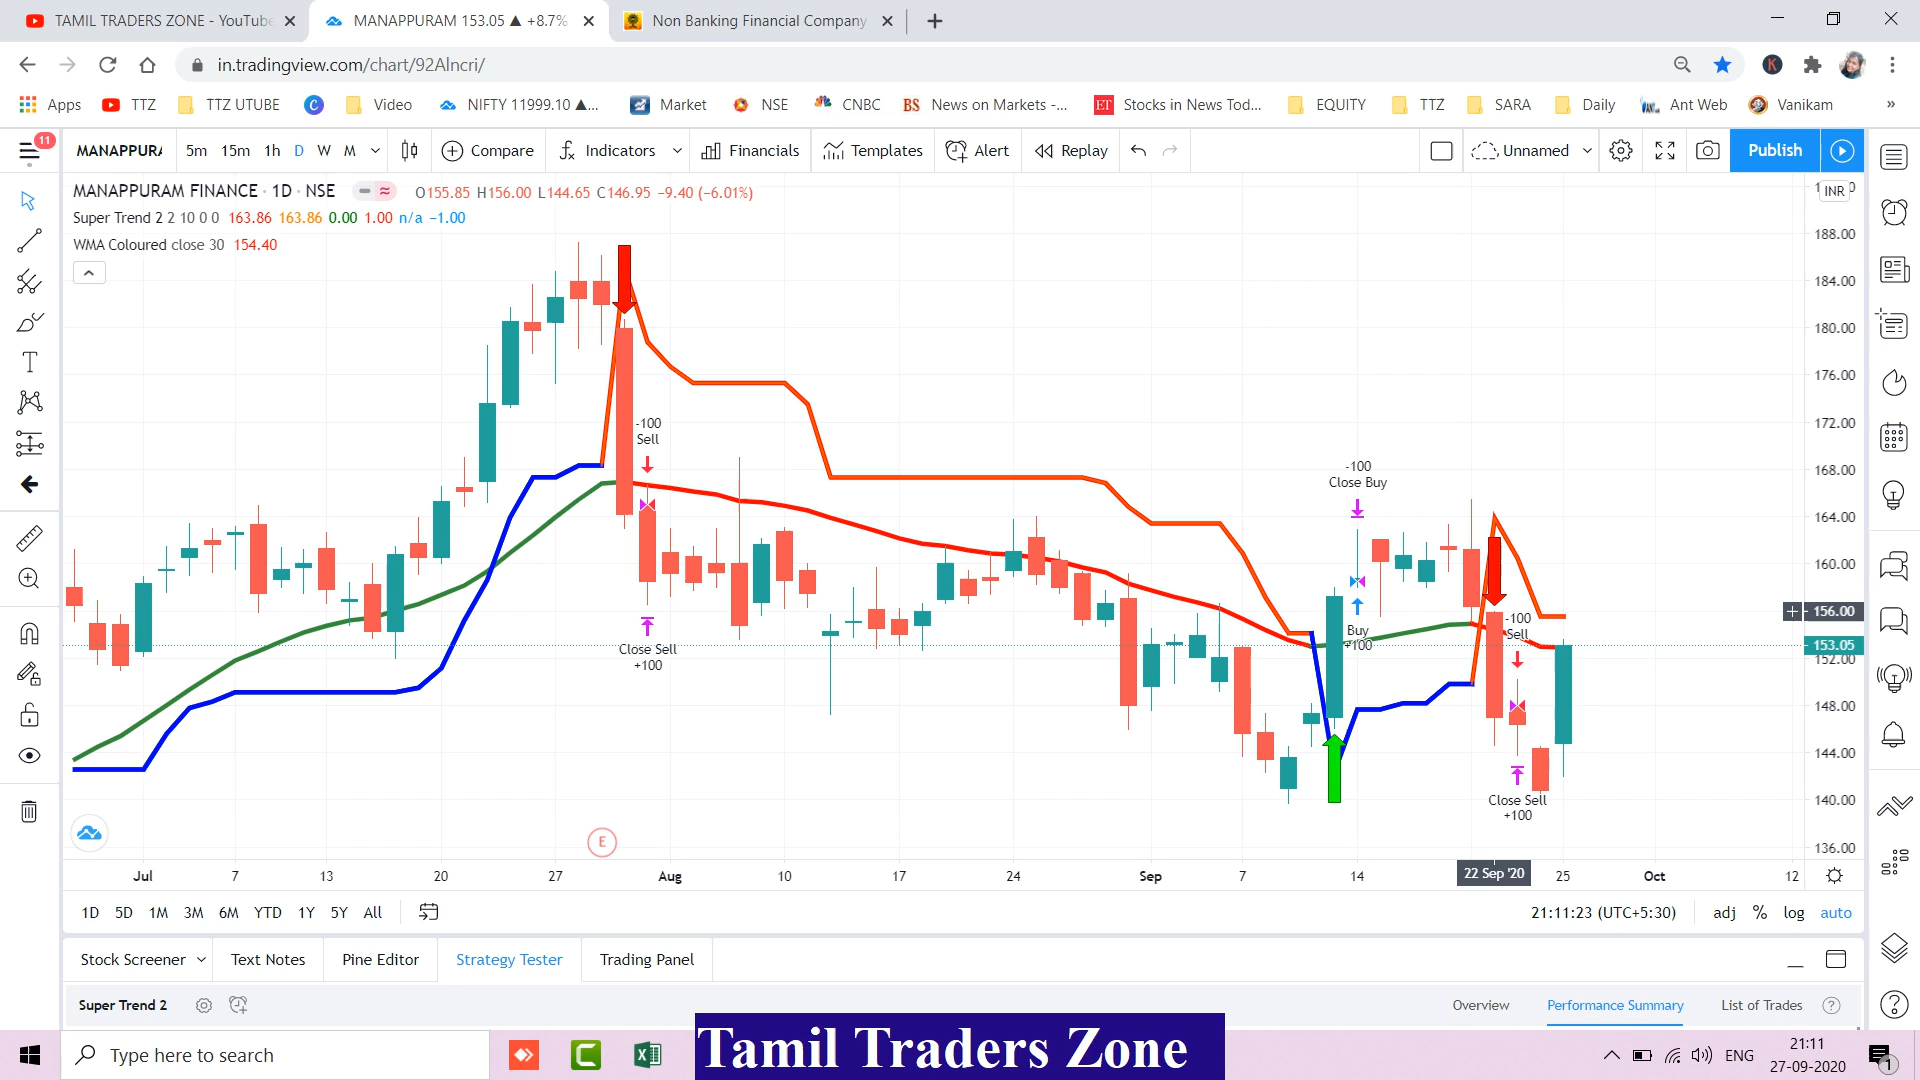 TAMIL TRADERS ZONE - YouTube
MANAPPURAM 153.05 ▲ +8.7%
Non Banking Financial Company
in.tradingview.com/chart/92Alncri/
K
Apps
TTZ
TTZ UTUBE
Video
NIFTY 11999.10 ▲...
Market
NSE
CNBC
BS News on Markets -...
ET Stocks in News Tod...
EQUITY
TTZ
SARA
Daily
Ant Web
Vanikam
»
11
MANAPPURA
5m 15m 1h D W M
Compare
Indicators
Financials
Templates
Alert
Replay
Unnamed
Publish
MANAPPURAM FINANCE · 1D · NSE
O155.85 H156.00 L144.65 C146.95 −9.40 (−6.01%)
Super Trend 2 2 10 0 0 163.86 163.86 0.00 1.00 n/a −1.00
WMA Coloured close 30 154.40
INR
188.00
184.00
180.00
176.00
172.00
168.00
164.00
160.00
156.00
153.05
152.00
148.00
144.00
140.00
136.00
-100
Sell
Close Sell
+100
-100
Close Buy
Buy
+100
-100
Sell
Close Sell
+100
E
Jul 7 13 20 27 Aug 10 17 24 Sep 7 14 22 Sep '20 25 Oct 12
1D 5D 1M 3M 6M YTD 1Y 5Y All
21:11:23 (UTC+5:30)
adj % log auto
Stock Screener
Text Notes
Pine Editor
Strategy Tester
Trading Panel
Super Trend 2
Overview
Performance Summary
List of Trades
Type here to search
Tamil Traders Zone
ENG
21:11
27-09-2020
1